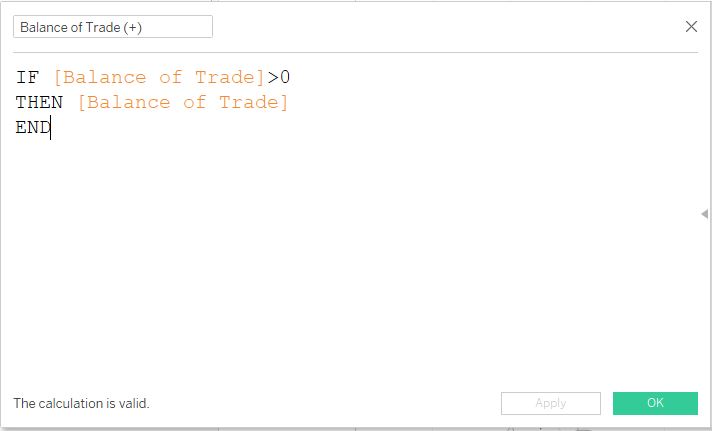 Balance of Trade (+)
IF [Balance of Trade]>0
THEN [Balance of Trade]
END
The calculation is valid.
Apply
OK